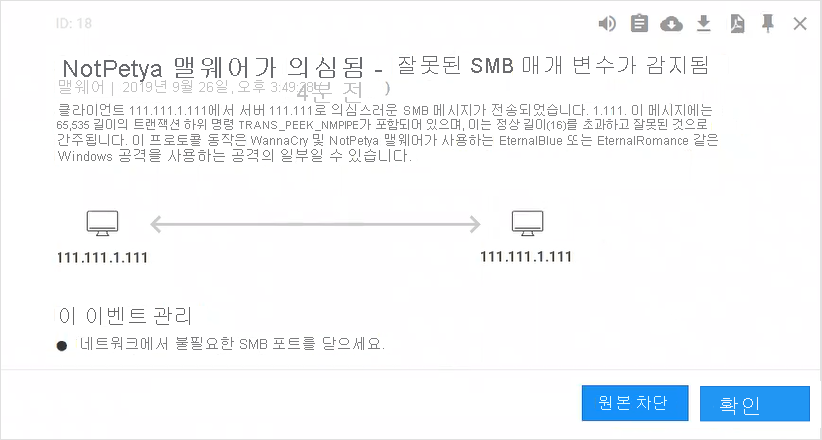 ID: 18
NotPetya 맬웨어가 의심됨 - 잘못된 SMB 매개 변수가 감지됨
맬웨어 | 2019년 9월 26일, 오후 3:49:28( 4분 전 )
클라이언트 111.111.1.111에서 서버 111.111로 의심스러운 SMB 메시지가 전송되었습니다. 1.111. 이 메시지에는
65,535 길이의 트랜잭션 하위 명령 TRANS_PEEK_NMPIPE가 포함되어 있으며, 이는 정상 길이(16)를 초과하고 잘못된 것으로
간주됩니다. 이 프로토콜 동작은 WannaCry 및 NotPetya 맬웨어가 사용하는 EternalBlue 또는 EternalRomance 같은
Windows 공격을 사용하는 공격의 일부일 수 있습니다.
111.111.1.111 111.111.1.111
이 이벤트 관리
● 네트워크에서 불필요한 SMB 포트를 닫으세요.
원본 차단 확인